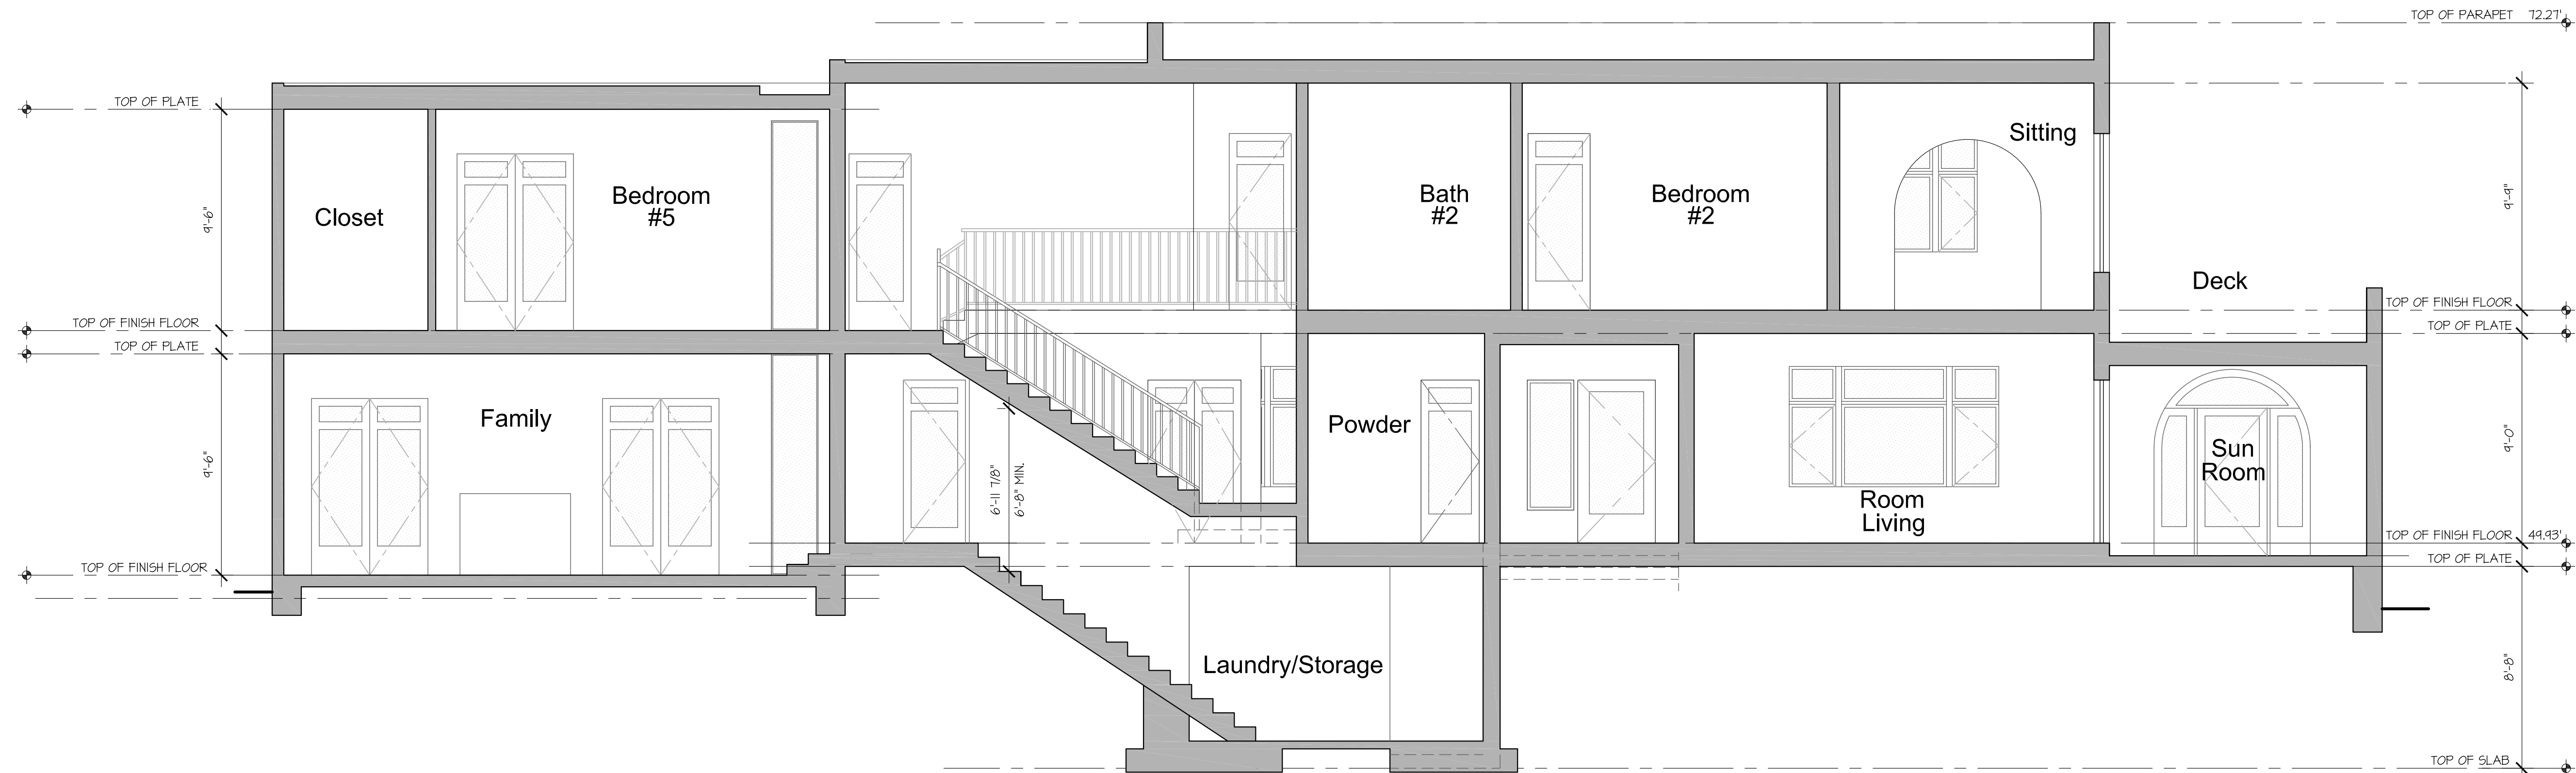 TOP OF PARAPET 72.27'
TOP OF PLATE
Sitting
Closet
Bedroom
#5
Bath
#2
Bedroom
#2
9'-6"
9'-9"
Deck
TOP OF FINISH FLOOR
TOP OF FINISH FLOOR
TOP OF PLATE
TOP OF PLATE
Family
Powder
Sun
Room
9'-6"
6'-11 7/8"
6'-8" MIN.
9'-0"
Room
Living
TOP OF FINISH FLOOR 49.93'
TOP OF PLATE
TOP OF FINISH FLOOR
Laundry/Storage
8'-8"
TOP OF SLAB